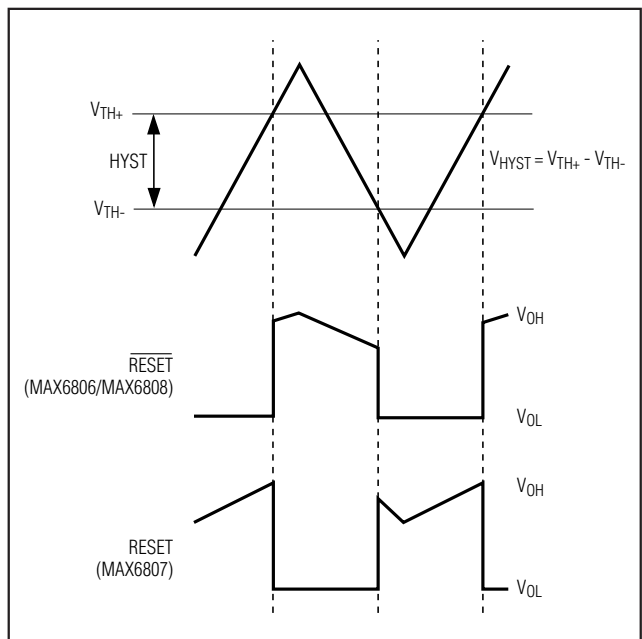 VTH+
HYST
VHYST = VTH+ - VTH-
VTH-
VOH
RESET
(MAX6806/MAX6808)
VOL
VOH
RESET
(MAX6807)
VOL